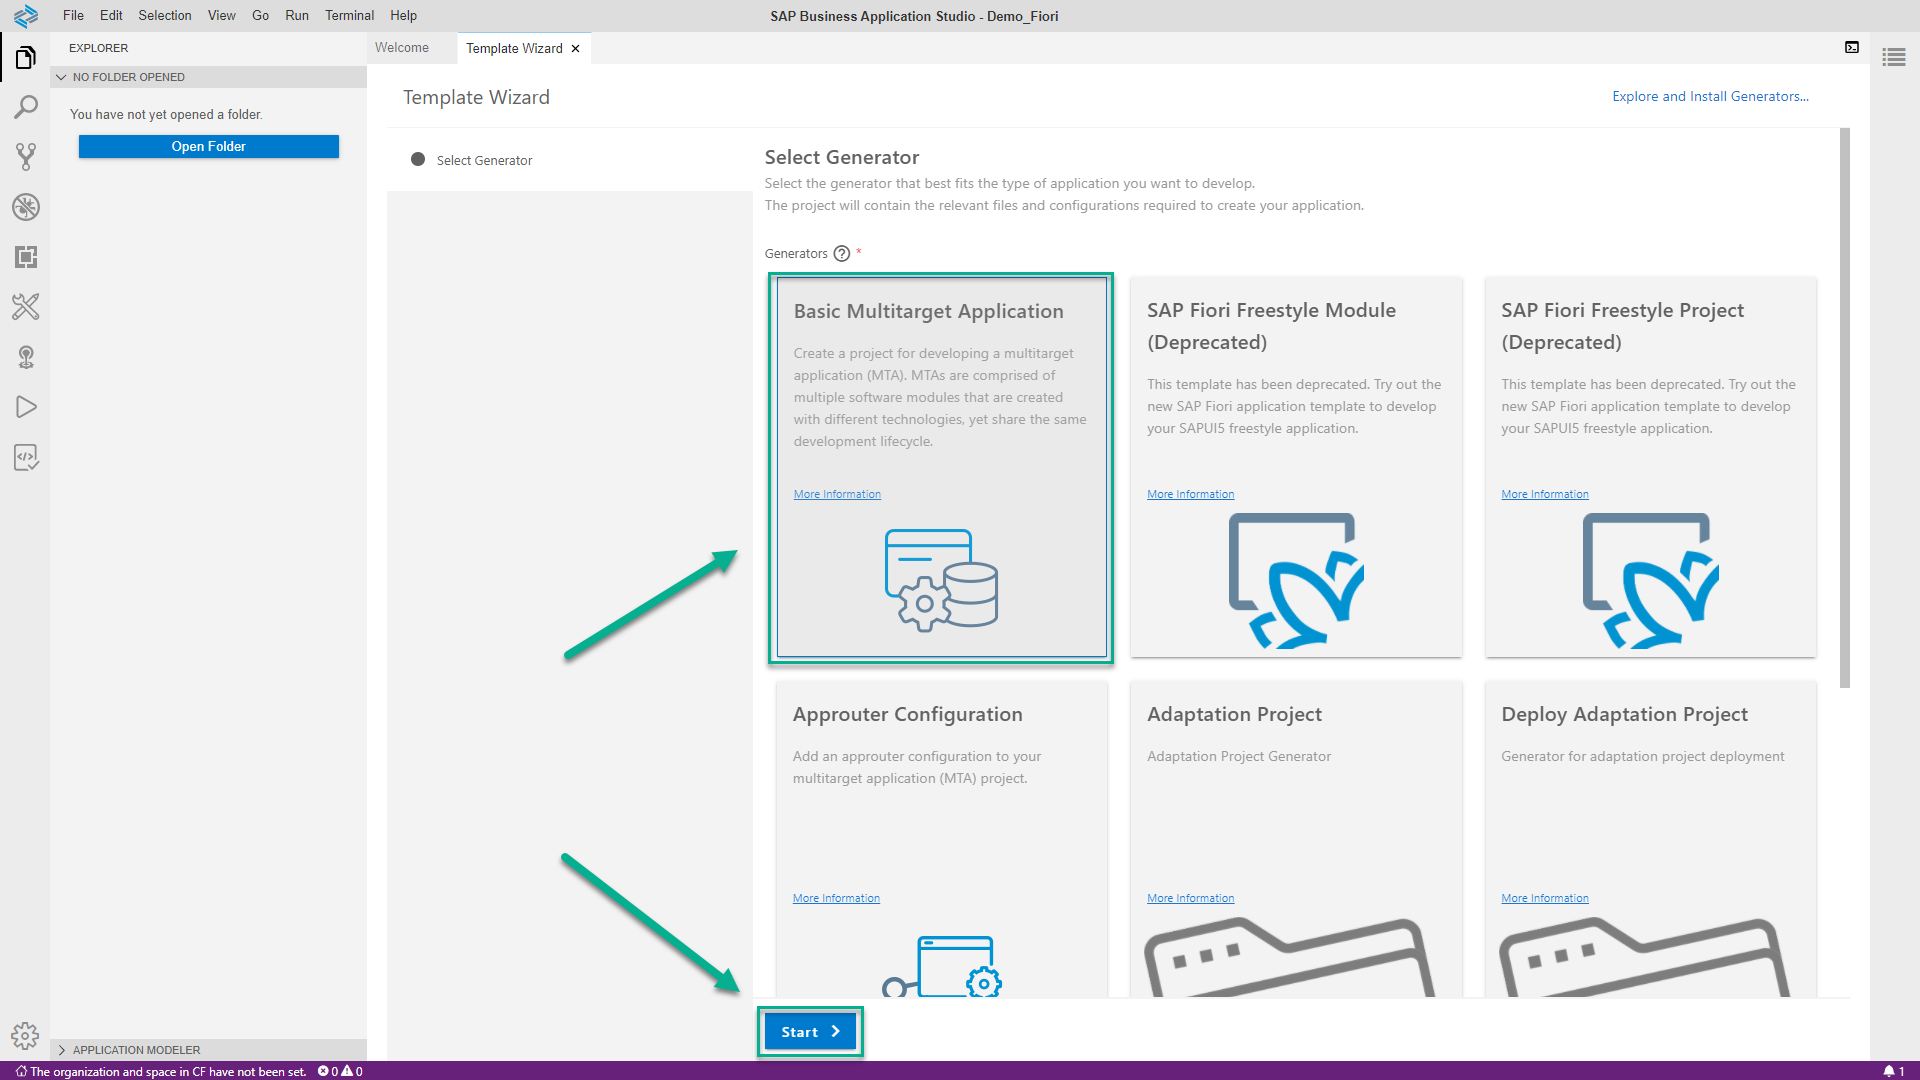 File Edit Selection View Go Run Terminal Help
SAP Business Application Studio - Demo_Fiori
EXPLORER
NO FOLDER OPENED
You have not yet opened a folder.
Open Folder
Welcome
Template Wizard
Template Wizard
Explore and Install Generators...
Select Generator
Select Generator
Select the generator that best fits the type of application you want to develop.
The project will contain the relevant files and configurations required to create your application.
Generators ? *
Basic Multitarget Application
Create a project for developing a multitarget
application (MTA). MTAs are comprised of
multiple software modules that are created
with different technologies, yet share the same
development lifecycle.
More Information
SAP Fiori Freestyle Module
(Deprecated)
This template has been deprecated. Try out the
new SAP Fiori application template to develop
your SAPUI5 freestyle application.
More Information
SAP Fiori Freestyle Project
(Deprecated)
This template has been deprecated. Try out the
new SAP Fiori application template to develop
your SAPUI5 freestyle application.
More Information
Approuter Configuration
Add an approuter configuration to your
multitarget application (MTA) project.
More Information
Adaptation Project
Adaptation Project Generator
More Information
Deploy Adaptation Project
Generator for adaptation project deployment
More Information
Start
APPLICATION MODELER
The organization and space in CF have not been set. 0 0
1